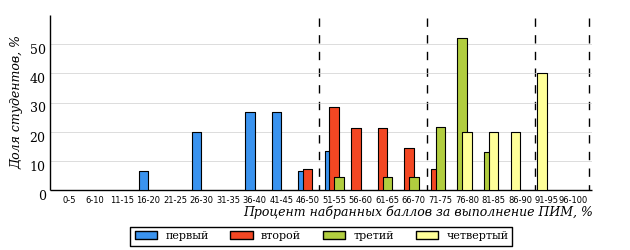 Доля студентов, %
50
40
30
20
10
0
0-5 6-10 11-15 16-20 21-25 26-30 31-35 36-40 41-45 46-50 51-55 56-60 61-65 66-70 71-75 76-80 81-85 86-90 91-95 96-100
Процент набранных баллов за выполнение ПИМ, %
первый второй третий четвертый